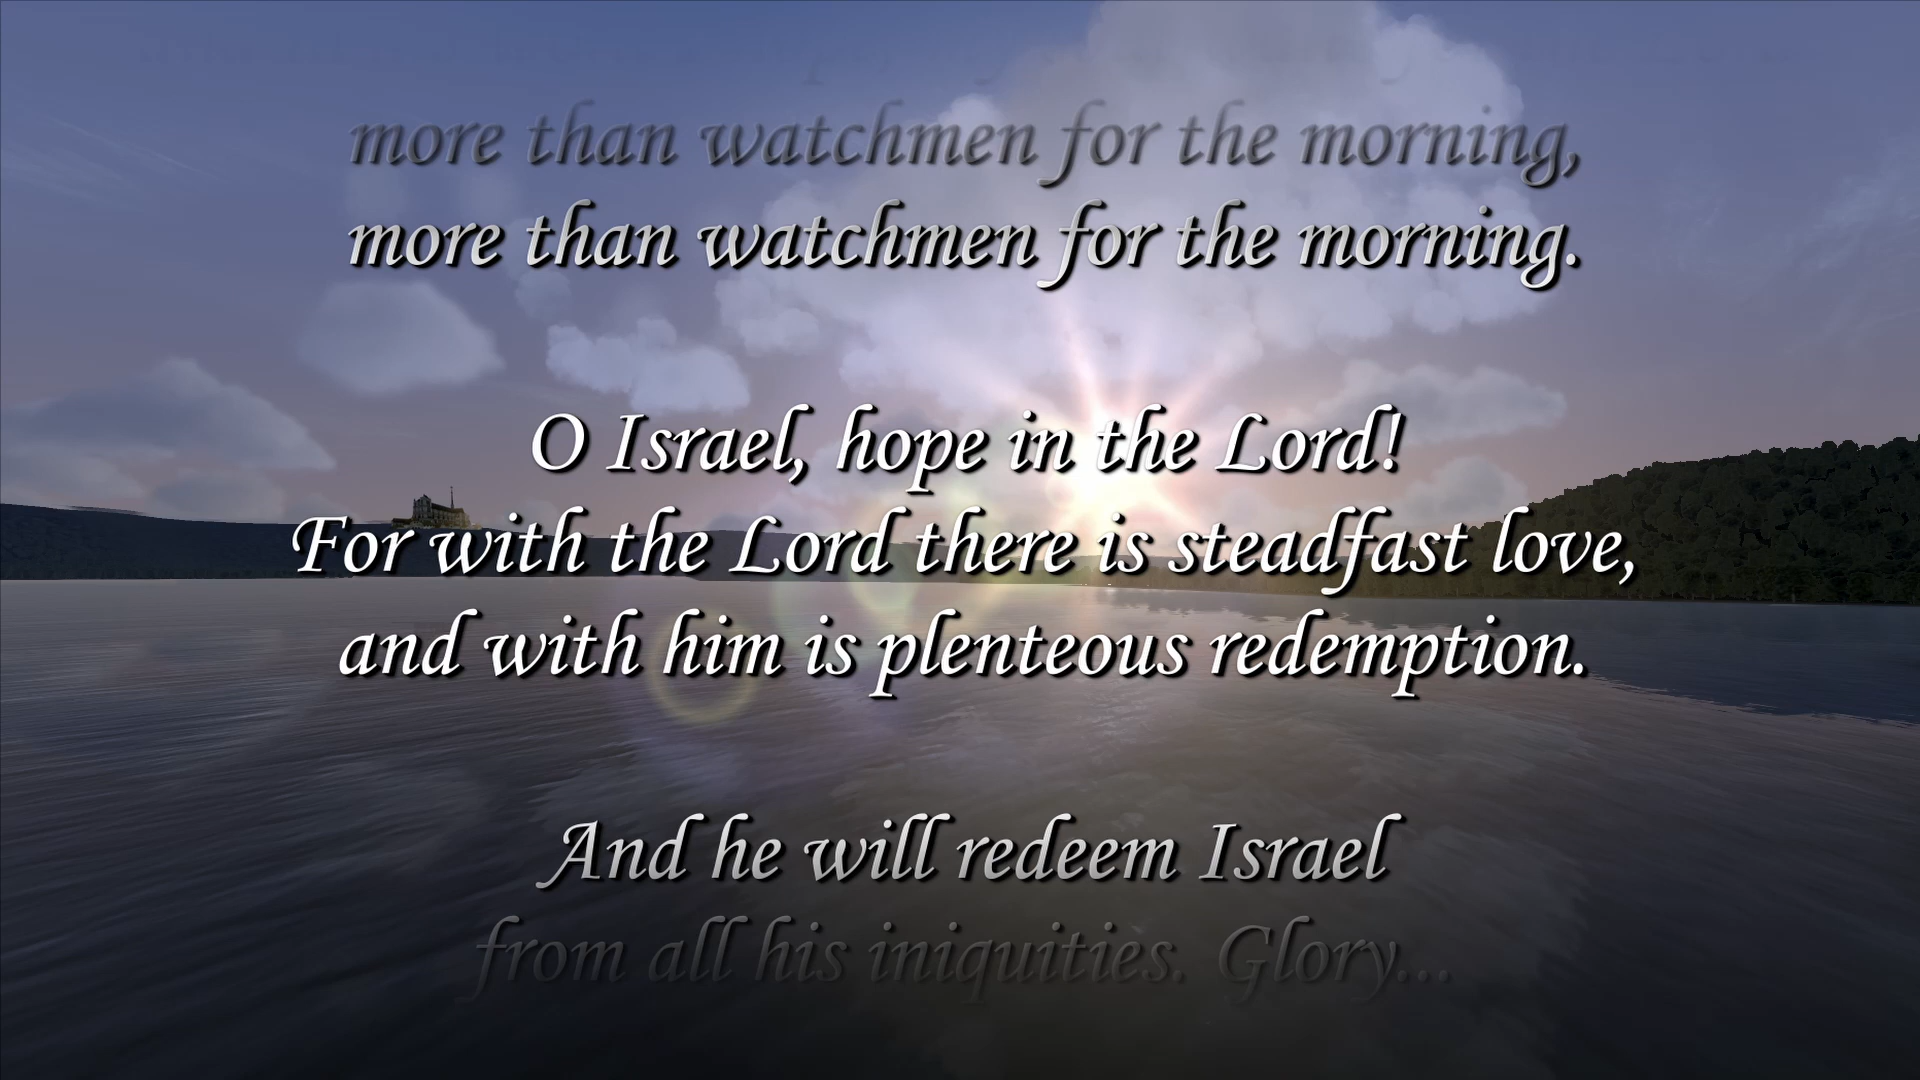 more than watchmen for the morning,
more than watchmen for the morning.
O Israel, hope in the Lord!
For with the Lord there is steadfast love,
and with him is plenteous redemption.
And he will redeem Israel
from all his iniquities. Glory...